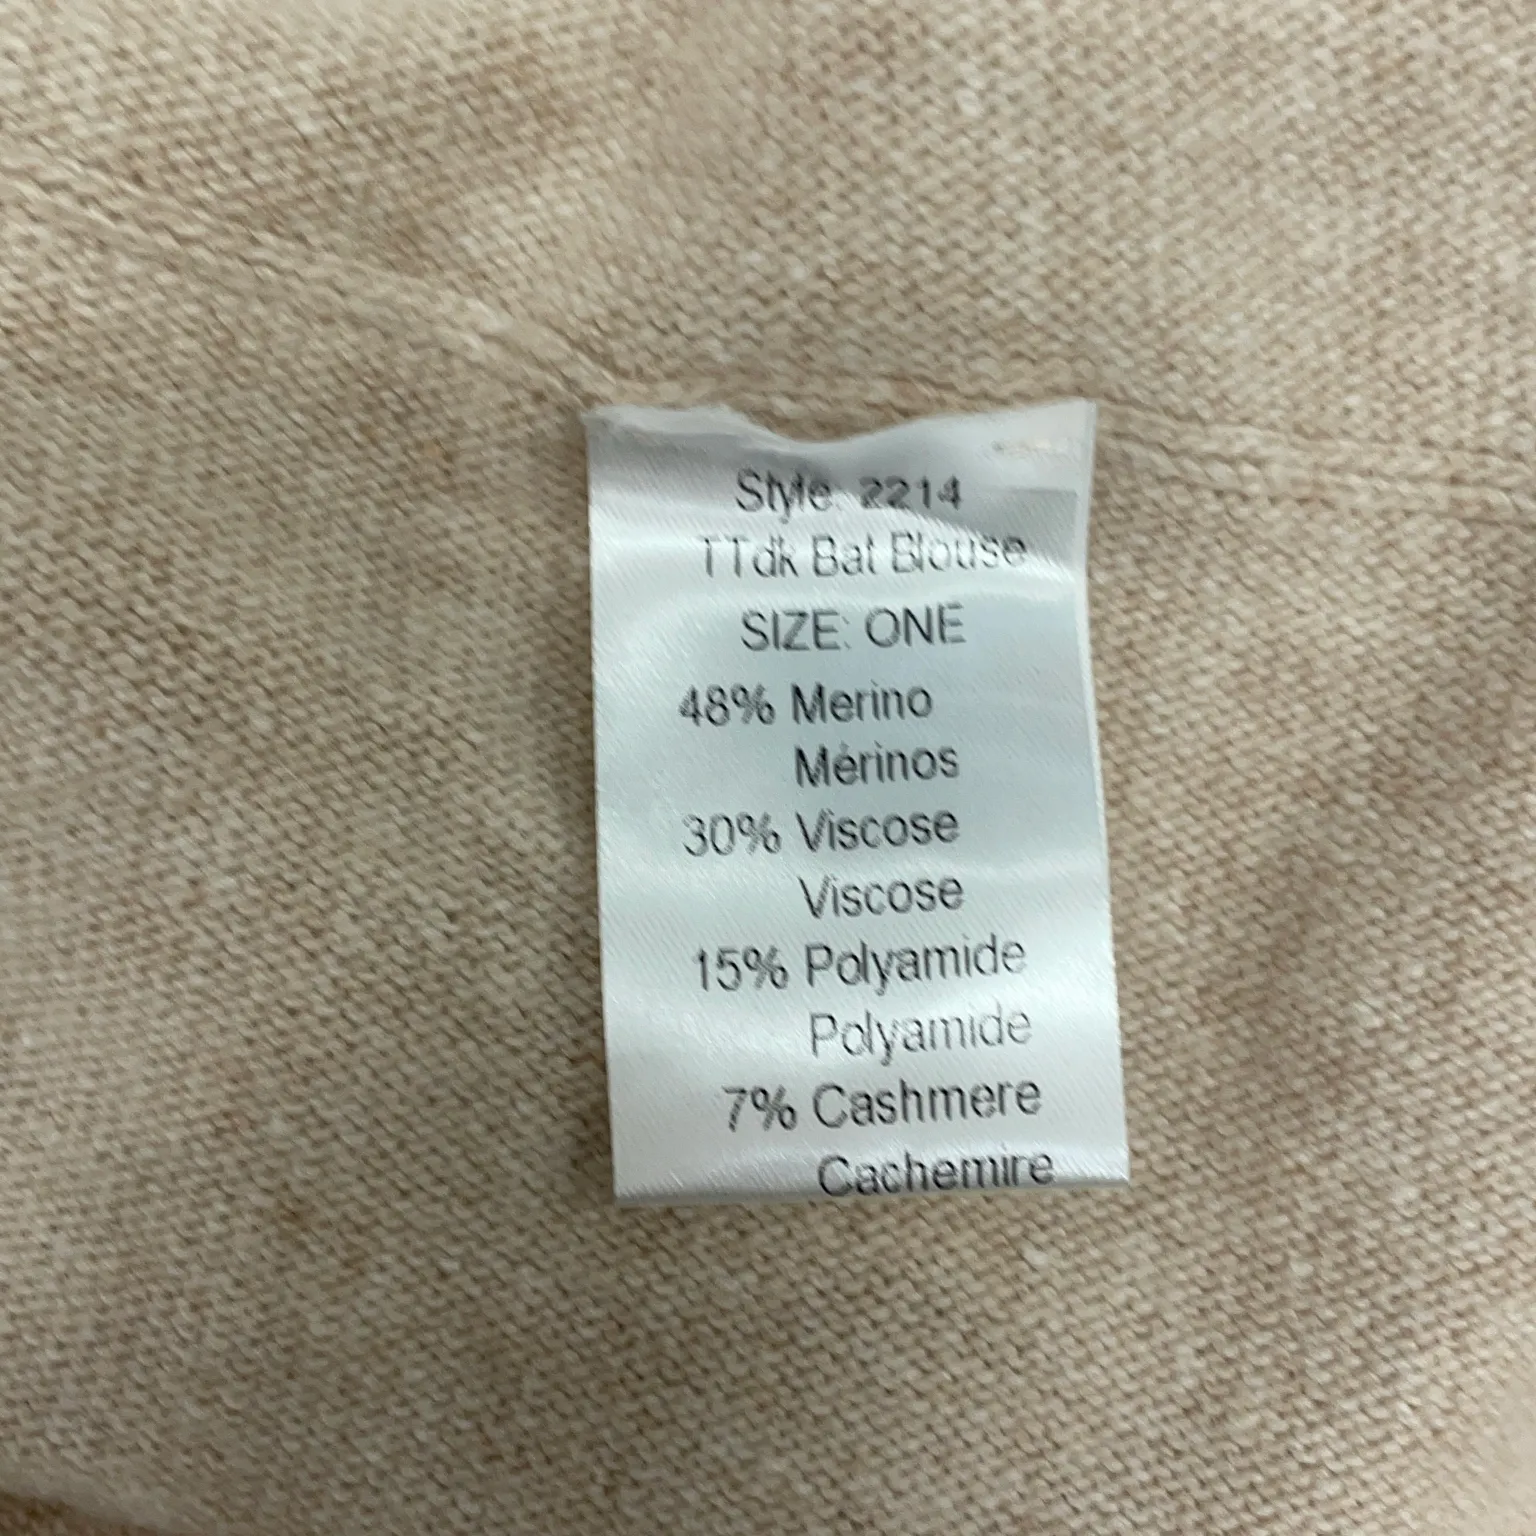 Style: 2214
TTdk Bat Blouse
SIZE: ONE
48% Merino
Mérinos
30% Viscose
Viscose
15% Polyamide
Polyamide
7% Cashmere
Cachemire